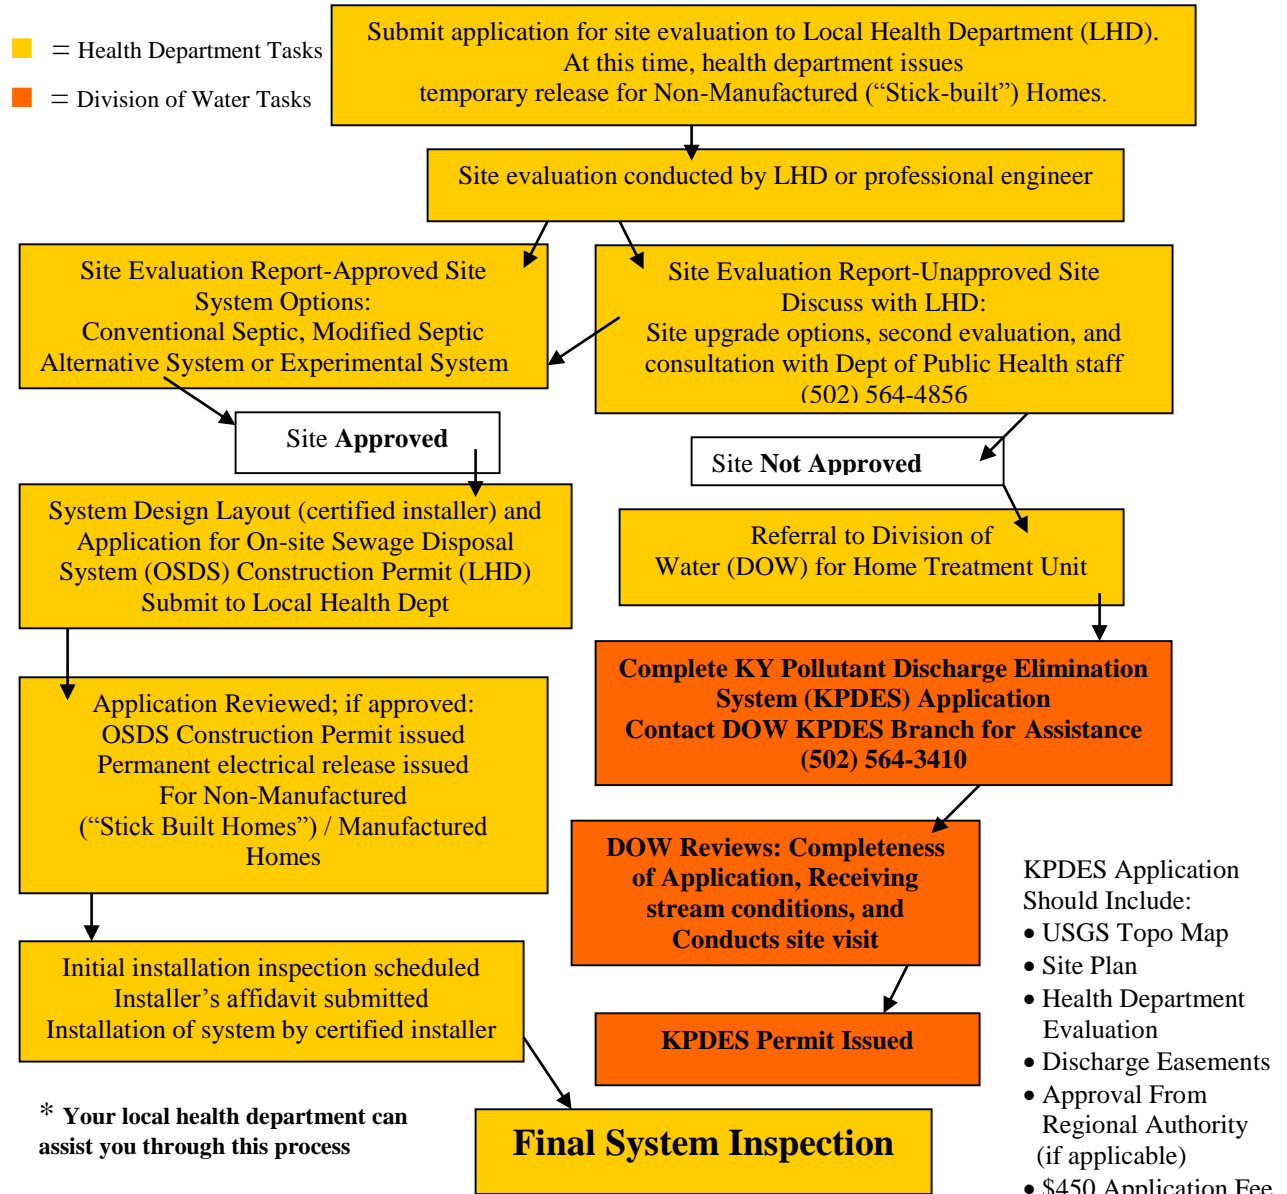 = Health Department Tasks
= Division of Water Tasks
Submit application for site evaluation to Local Health Department (LHD).
At this time, health department issues
temporary release for Non-Manufactured (“Stick-built”) Homes.
Site evaluation conducted by LHD or professional engineer
Site Evaluation Report-Approved Site
System Options:
Conventional Septic, Modified Septic
Alternative System or Experimental System
Site Evaluation Report-Unapproved Site
Discuss with LHD:
Site upgrade options, second evaluation, and
consultation with Dept of Public Health staff
(502) 564-4856
Site Approved
Site Not Approved
System Design Layout (certified installer) and
Application for On-site Sewage Disposal
System (OSDS) Construction Permit (LHD)
Submit to Local Health Dept
Referral to Division of
Water (DOW) for Home Treatment Unit
Application Reviewed; if approved:
OSDS Construction Permit issued
Permanent electrical release issued
For Non-Manufactured
(“Stick Built Homes”) / Manufactured
Homes
Complete KY Pollutant Discharge Elimination
System (KPDES) Application
Contact DOW KPDES Branch for Assistance
(502) 564-3410
DOW Reviews: Completeness
of Application, Receiving
stream conditions, and
Conducts site visit
Initial installation inspection scheduled
Installer’s affidavit submitted
Installation of system by certified installer
KPDES Permit Issued
KPDES Application
Should Include:
• USGS Topo Map
• Site Plan
• Health Department
Evaluation
• Discharge Easements
• Approval From
Regional Authority
(if applicable)
• $450 Application Fee
* Your local health department can
assist you through this process
Final System Inspection